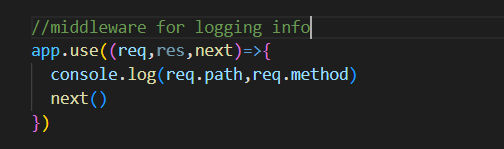 //middleware for logging info
app.use((req,res,next)=>{
  console.log(req.path,req.method)
  next()
})